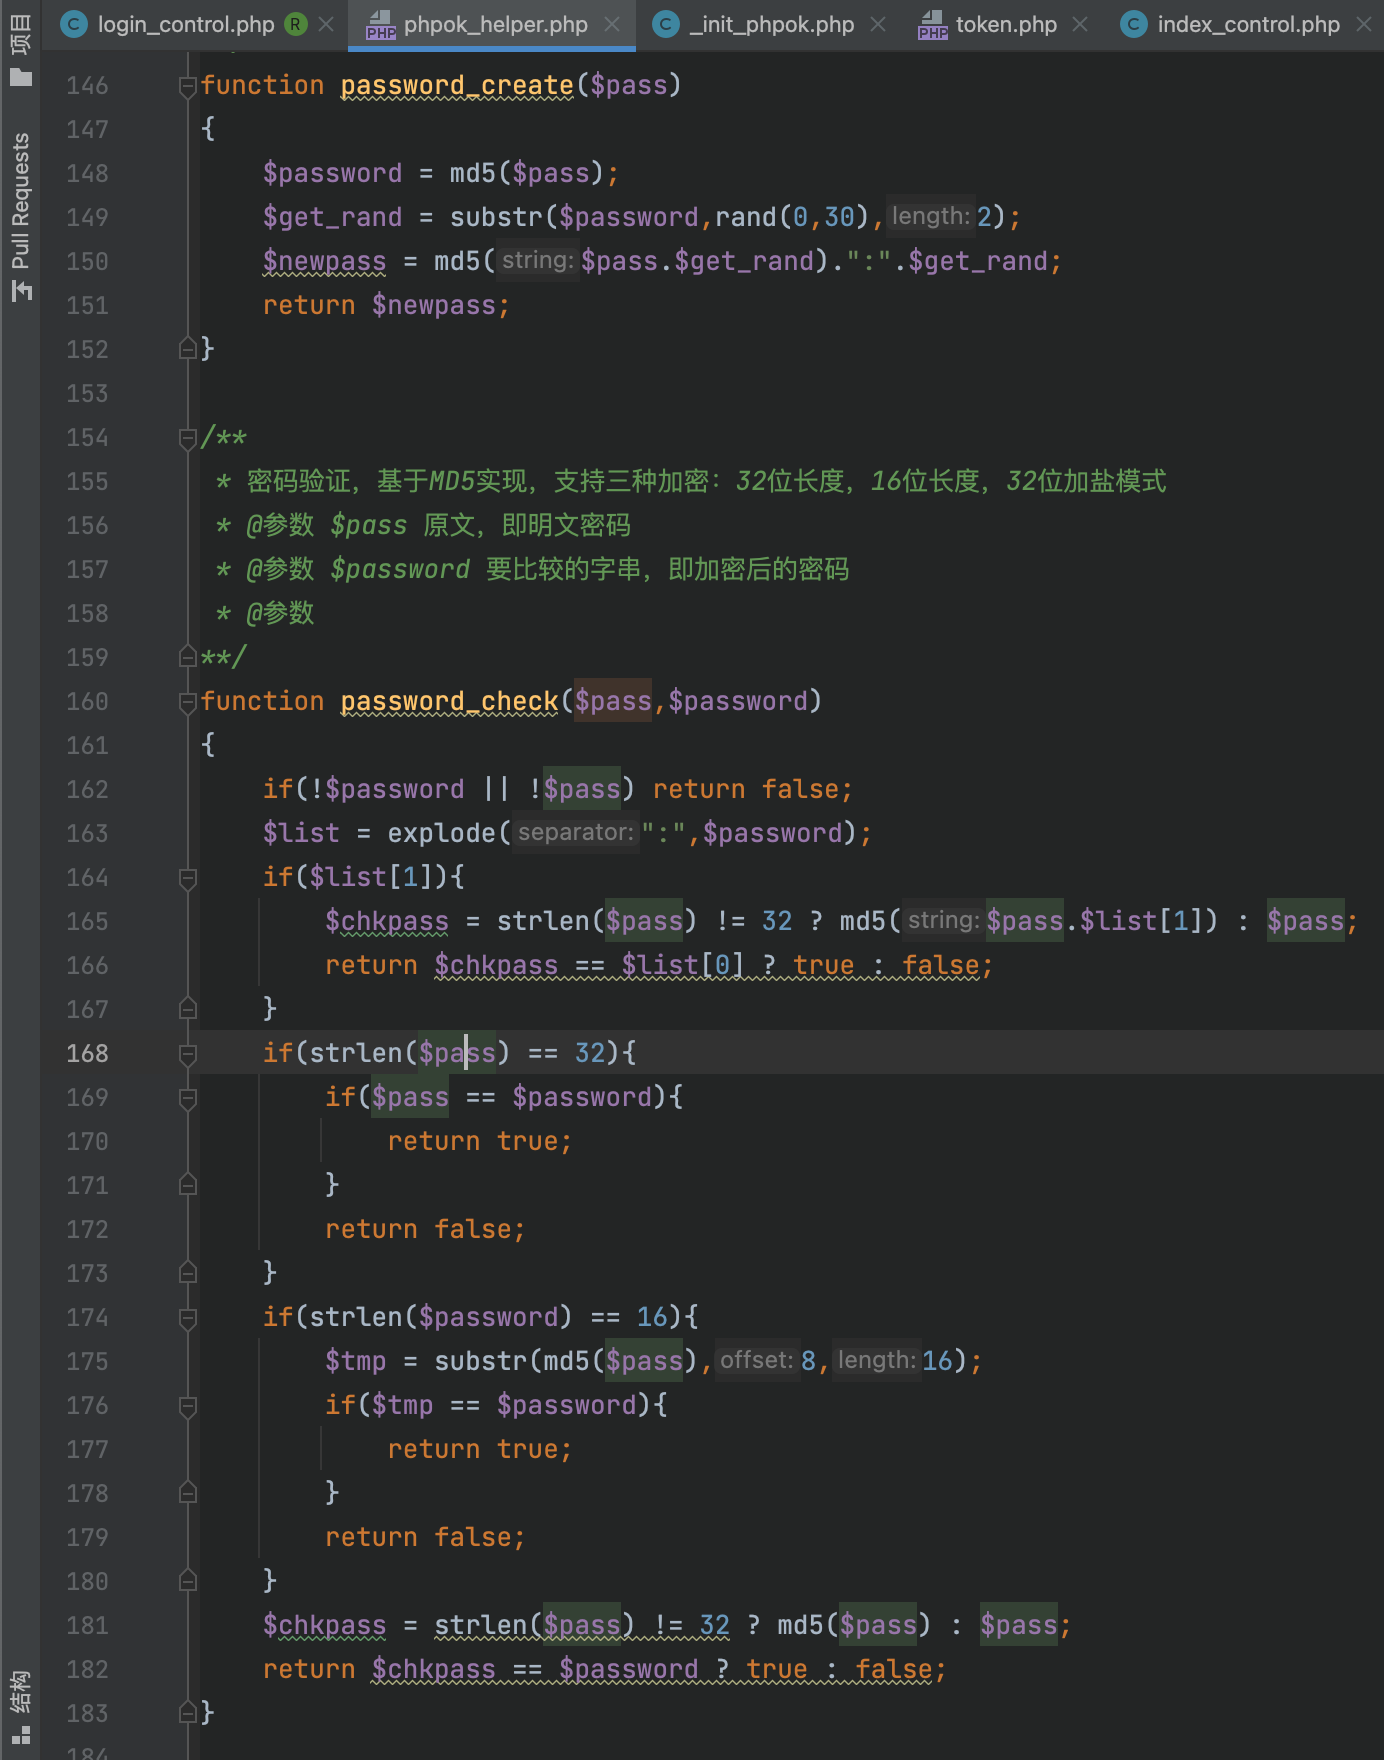 login_control.php R
phpok_helper.php
_init_phpok.php
token.php
index_control.php
项目
Pull Requests
结构
146 function password_create($pass)
147 {
148 $password = md5($pass);
149 $get_rand = substr($password,rand(0,30), length: 2);
150 $newpass = md5( string: $pass.$get_rand).":".$get_rand;
151 return $newpass;
152 }
153
154 /**
155 * 密码验证，基于MD5实现，支持三种加密：32位长度，16位长度，32位加盐模式
156 * @参数 $pass 原文，即明文密码
157 * @参数 $password 要比较的字串，即加密后的密码
158 * @参数
159 **/
160 function password_check($pass,$password)
161 {
162 if(!$password || !$pass) return false;
163 $list = explode( separator: ":",$password);
164 if($list[1]){
165 $chkpass = strlen($pass) != 32 ? md5( string: $pass.$list[1]) : $pass;
166 return $chkpass == $list[0] ? true : false;
167 }
168 if(strlen($pass) == 32){
169 if($pass == $password){
170 return true;
171 }
172 return false;
173 }
174 if(strlen($password) == 16){
175 $tmp = substr(md5($pass), offset: 8, length: 16);
176 if($tmp == $password){
177 return true;
178 }
179 return false;
180 }
181 $chkpass = strlen($pass) != 32 ? md5($pass) : $pass;
182 return $chkpass == $password ? true : false;
183 }
184